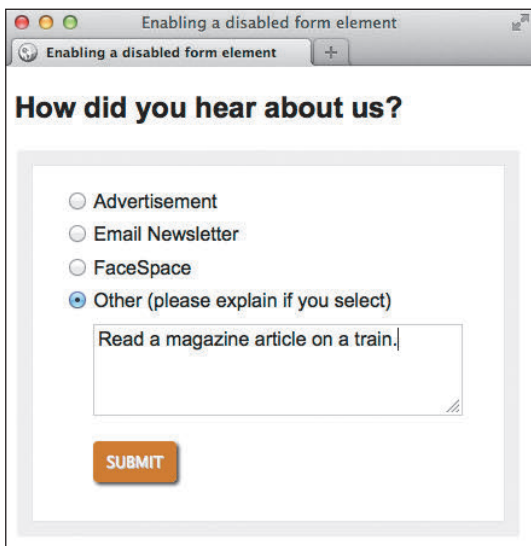 Enabling a disabled form element
Enabling a disabled form element
How did you hear about us?
Advertisement
Email Newsletter
FaceSpace
Other (please explain if you select)
Read a magazine article on a train.
SUBMIT